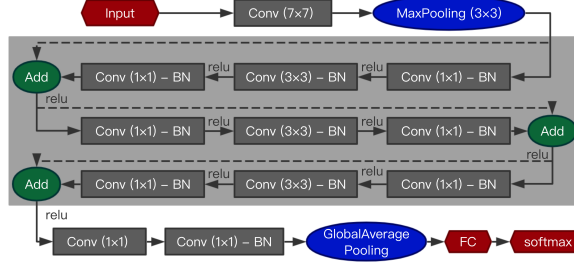 Input
Conv (7×7)
MaxPooling (3×3)
Add
Conv (1×1) – BN
relu
Conv (3×3) – BN
relu
Conv (1×1) – BN
relu
Conv (1×1) – BN
relu
Conv (3×3) – BN
relu
Conv (1×1) – BN
Add
relu
Add
Conv (1×1) – BN
relu
Conv (3×3) – BN
relu
Conv (1×1) – BN
relu
Conv (1×1)
Conv (1×1) – BN
GlobalAverage
Pooling
FC
softmax